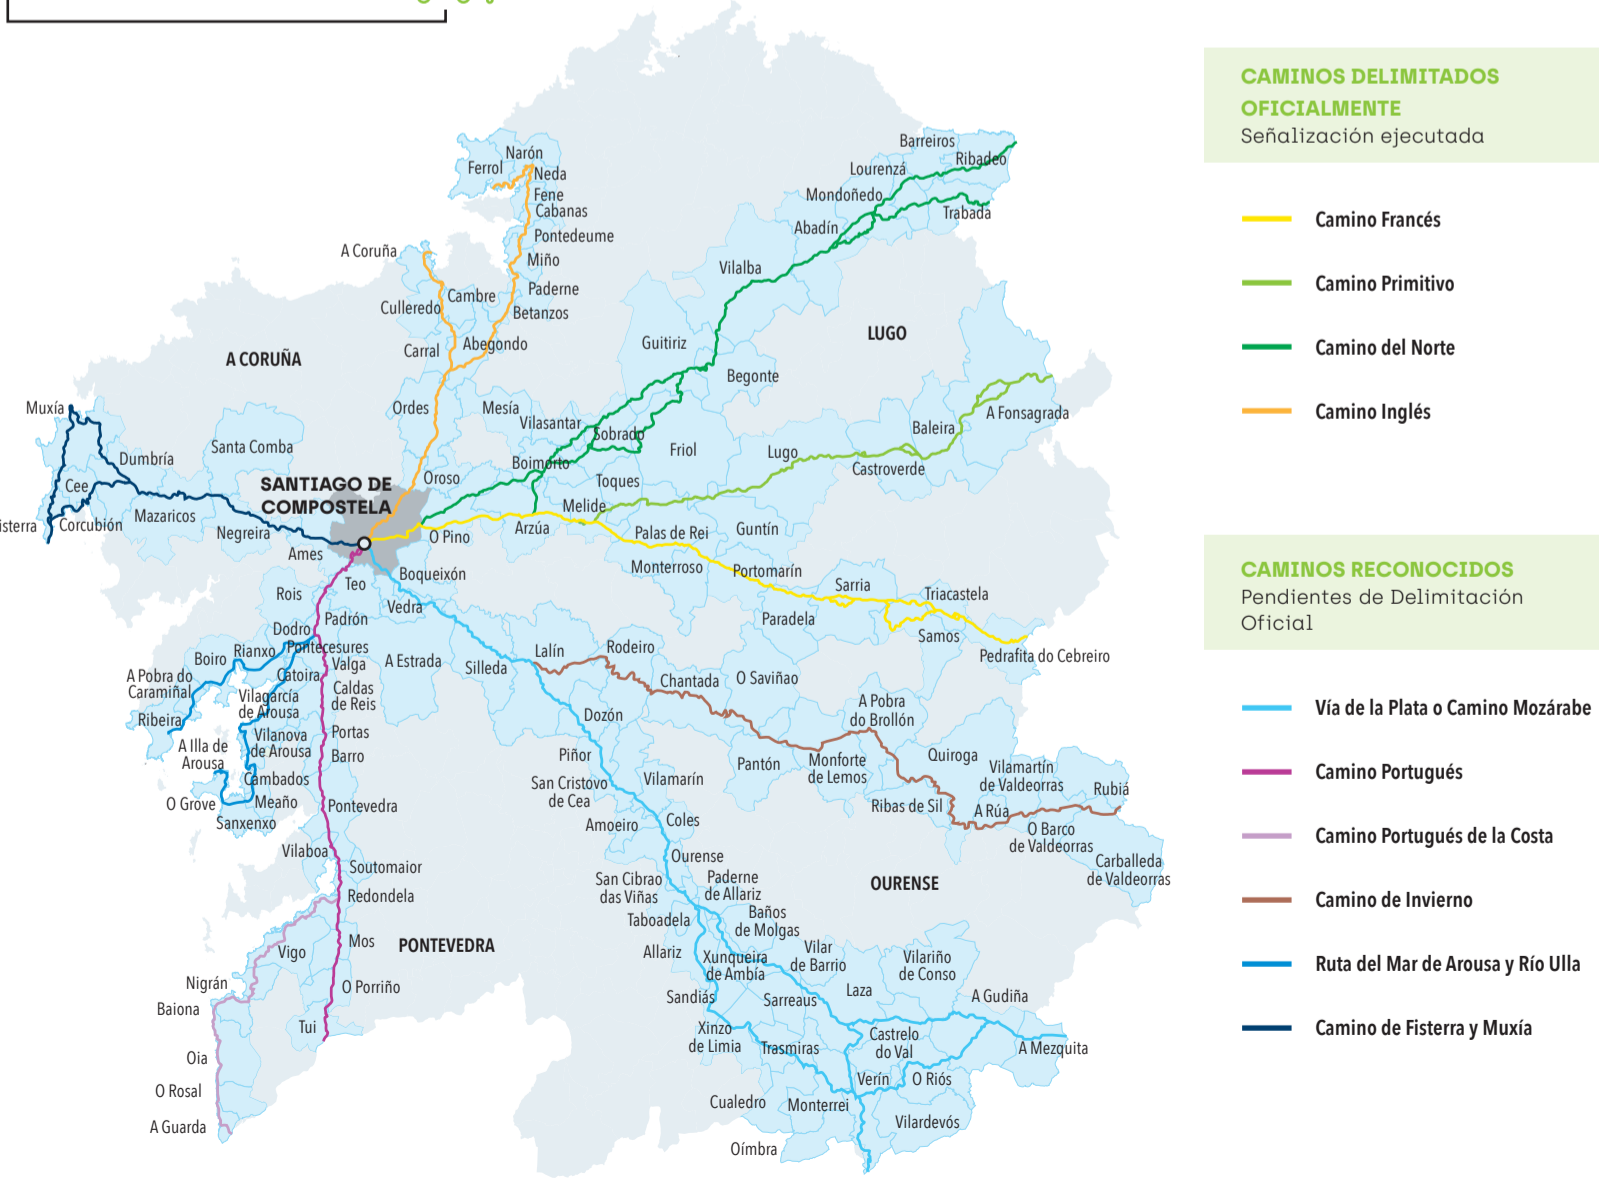 Narón
Ferrol
Neda
Fene
Cabanas
Pontedeume
A Coruña
Miño
Cambre
Paderne
Culleredo
Betanzos
Abegondo
Carral
A CORUÑA
Ordes
Mesía
Vilasantar
Sobrado
Boimorto
Oroso
Barreiros
Ribadeo
Lourenzá
Mondoñedo
Trabada
Abadín
Vilalba
LUGO
Guitiriz
Begonte
A Fonsagrada
Baleira
Friol
Lugo
Castroverde
Toques
Melide
Arzúa
O Pino
Palas de Rei
Guntín
Monterroso
Portomarín
Sarria
Triacastela
Paradela
Samos
Pedrafita do Cebreiro
Muxía
Santa Comba
Dumbría
Cee
SANTIAGO DE
COMPOSTELA
isterra
Corcubión
Mazaricos
Negreira
Ames
Boqueixón
Teo
Rois
Vedra
Padrón
Dodro
Pontecesures
Rianxo
Boiro
Valga
Catoira
A Estrada
Silleda
Lalín
Rodeiro
A Pobra do
Caramiñal
Vilagarcía
de Arousa
Caldas
de Reis
Ribeira
Chantada
O Saviñao
Dozón
A Pobra
do Brollón
Portas
Vilanova
de Arousa
A Illa de
Arousa
Barro
Piñor
Cambados
San Cristovo
de Cea
Vilamarín
Pantón
Monforte
de Lemos
Quiroga
Vilamartín
de Valdeorras
Rubiá
O Grove
Meaño
Pontevedra
Ribas de Sil
A Rúa
Sanxenxo
Amoeiro
Coles
O Barco
de Valdeorras
Vilaboa
Soutomaior
Ourense
Carballeda
de Valdeorras
OURENSE
San Cibrao
das Viñas
Paderne
de Allariz
Redondela
Taboadela
Baños
de Molgas
Mos
PONTEVEDRA
Vigo
Allariz
Xunqueira
de Ambía
Vilar
de Barrio
Vilariño
de Conso
Nigrán
O Porriño
Sandiás
Sarreaus
Laza
A Gudiña
Baiona
Tui
Xinzo
de Limia
Trasmiras
Castrelo
do Val
A Mezquita
Oia
Verín
O Riós
O Rosal
Cualedro
Monterrei
A Guarda
Vilardevós
Oímbra
CAMINOS DELIMITADOS
OFICIALMENTE
Señalización ejecutada
Camino Francés
Camino Primitivo
Camino del Norte
Camino Inglés
CAMINOS RECONOCIDOS
Pendientes de Delimitación
Oficial
Vía de la Plata o Camino Mozárabe
Camino Portugués
Camino Portugués de la Costa
Camino de Invierno
Ruta del Mar de Arousa y Río Ulla
Camino de Fisterra y Muxía